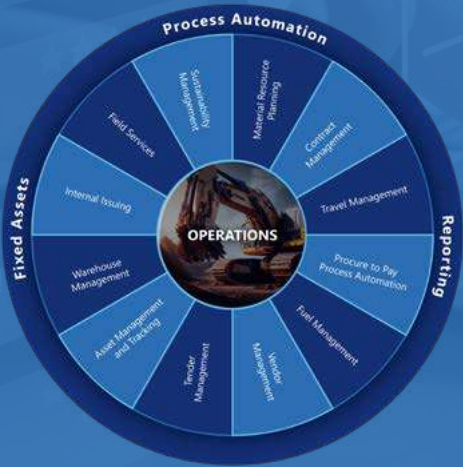 Process Automation
Fixed Assets
Reporting
Sustainability
Management
Material Resource
Planning
Contract
Management
Travel Management
Procure to Pay
Process Automation
Fuel Management
Vendor
Management
Tender
Management
Asset Management
and Tracking
Warehouse
Management
Internal Issuing
Field Services
OPERATIONS